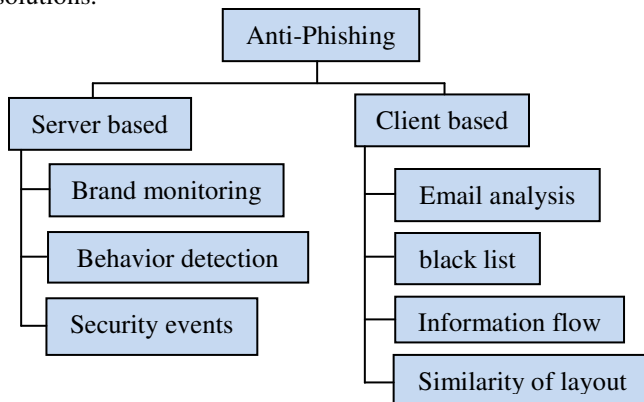 solutions.
Anti-Phishing
Server based
Brand monitoring
Behavior detection
Security events
Client based
Email analysis
black list
Information flow
Similarity of layout